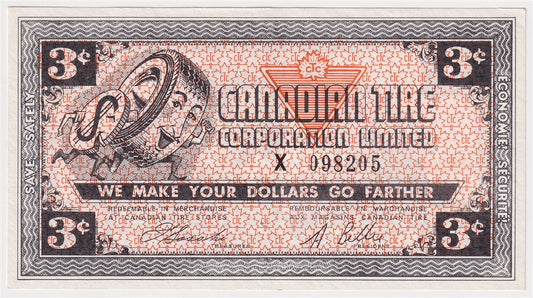 3¢ 3¢
CANADIAN TIRE
CORPORATION LIMITED
X 098205
SAVE SAFELY
ECONOMIE SECURITE
WE MAKE YOUR DOLLARS GO FARTHER
REDEEMABLE IN MERCHANDISE REMBOURSABLE EN MARCHANDISE
AT CANADIAN TIRE STORES AUX MAGASINS CANADIAN TIRE
3¢ 3¢
TREASURER PRESIDENT